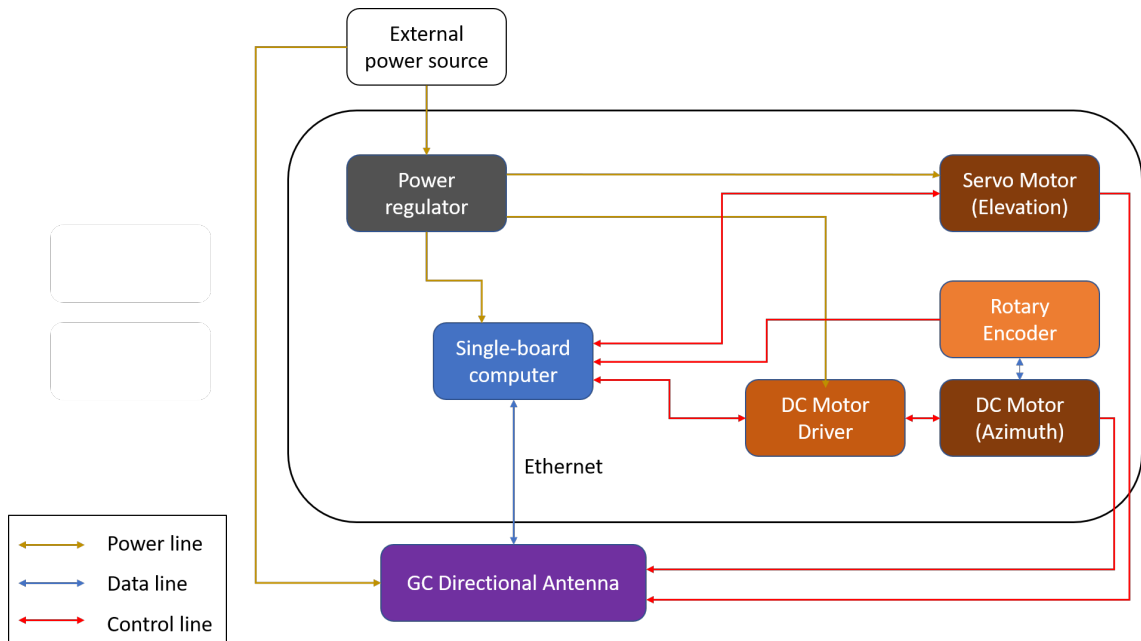 External
power source
Power
regulator
Servo Motor
(Elevation)
Rotary
Encoder
Single-board
computer
DC Motor
Driver
DC Motor
(Azimuth)
Ethernet
GC Directional Antenna
Power line
Data line
Control line